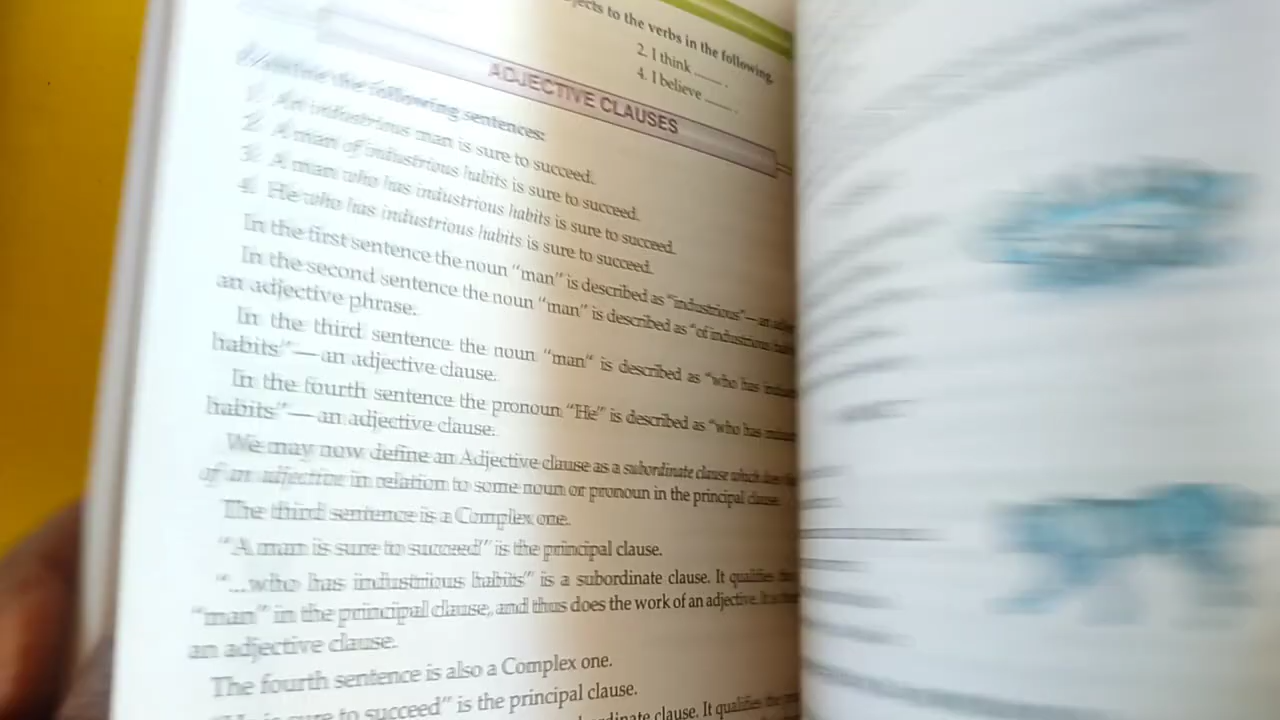 to the verbs in the following.
2. I think _____ .
4. I believe _____ .
ADJECTIVE CLAUSES
the following sentences:
1. An industrious man is sure to succeed.
2. A man of industrious habits is sure to succeed.
3. A man who has industrious habits is sure to succeed.
4. He who has industrious habits is sure to succeed.
In the first sentence the noun "man" is described as "industrious"—an
In the second sentence the noun "man" is described as "of industrious
an adjective phrase.
In the third sentence the noun "man" is described as "who has
habits"—an adjective clause.
In the fourth sentence the pronoun "He" is described as "who has
habits"—an adjective clause.
We may now define an Adjective clause as a subordinate clause which
of an adjective in relation to some noun or pronoun in the principal clause.
The third sentence is a Complex one.
"A man is sure to succeed" is the principal clause.
"...who has industrious habits" is a subordinate clause. It qualifies
"man" in the principal clause, and thus does the work of an adjective.
an adjective clause.
The fourth sentence is also a Complex one.
sure to succeed" is the principal clause.
clause. It qualifies